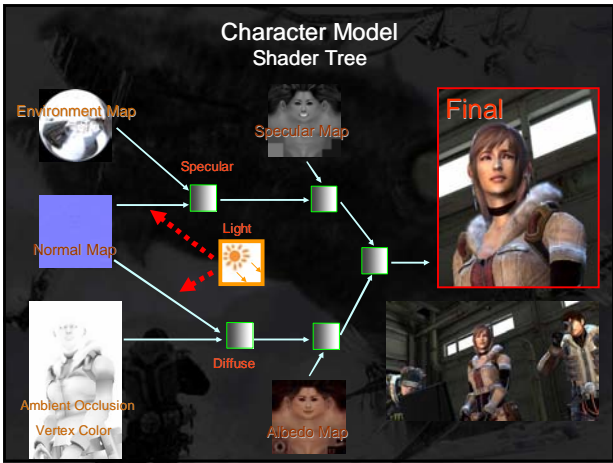 Character Model
Shader Tree
Environment Map
Specular Map
Final
Specular
Normal Map
Light
Diffuse
Ambient Occlusion
Vertex Color
Albedo Map